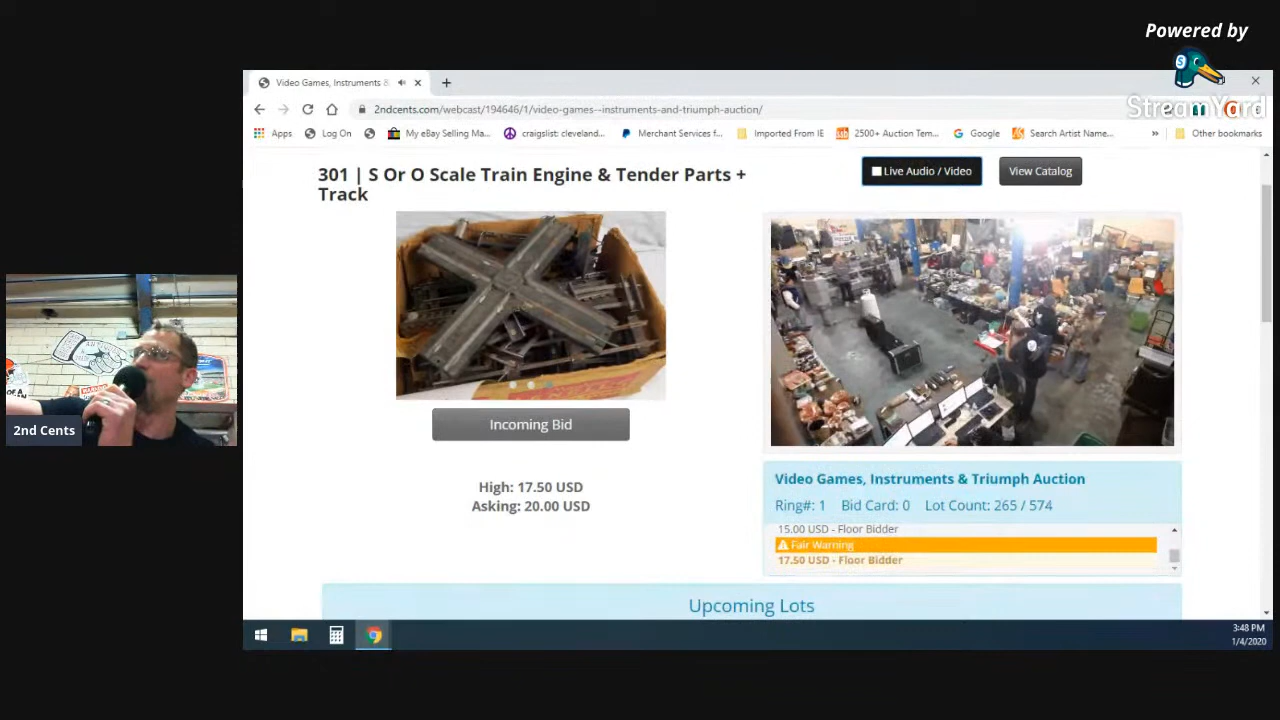 Powered by
StreamYard
Video Games, Instruments &
2ndcents.com/webcast/194646/1/video-games--instruments-and-triumph-auction/
Apps
Log On
My eBay Selling Ma...
craigslist: cleveland...
Merchant Services f...
Imported From IE
2500+ Auction Tem...
Google
Search Artist Name...
»
Other bookmarks
301 | S Or O Scale Train Engine & Tender Parts +
Track
Live Audio / Video
View Catalog
Incoming Bid
High: 17.50 USD
Asking: 20.00 USD
2nd Cents
Video Games, Instruments & Triumph Auction
Ring#: 1 Bid Card: 0 Lot Count: 265 / 574
15.00 USD - Floor Bidder
Fair Warning
17.50 USD - Floor Bidder
Upcoming Lots
3:48 PM
1/4/2020